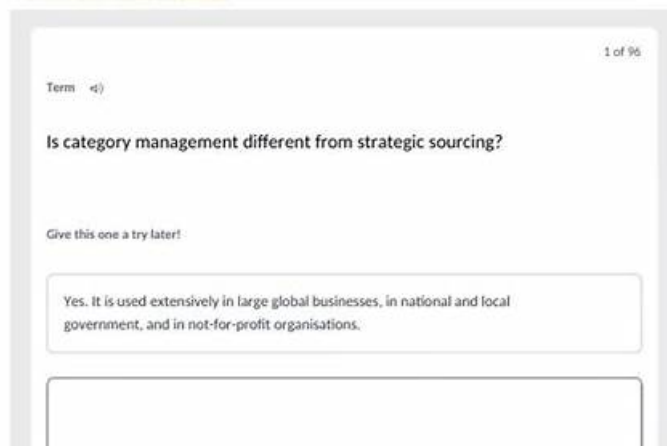 1 of 96
Term
Is category management different from strategic sourcing?
Give this one a try later!
Yes. It is used extensively in large global businesses, in national and local
government, and in not-for-profit organisations.